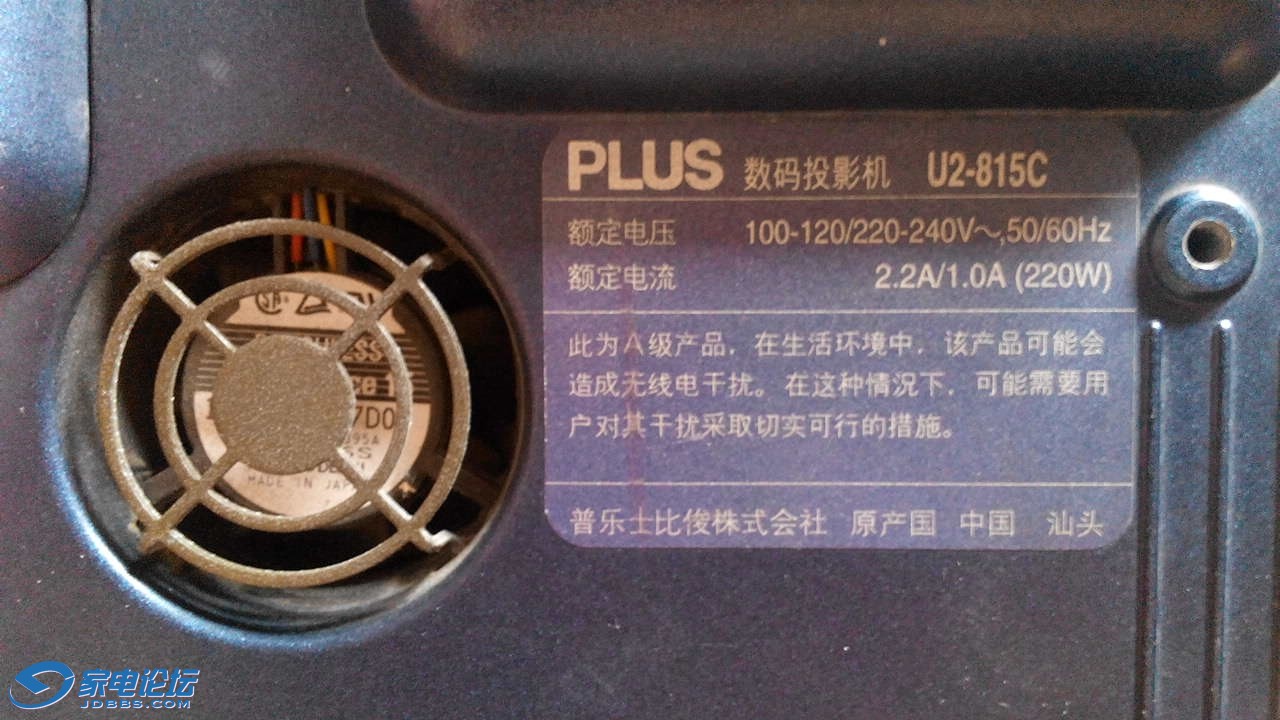 PLUS 数码投影机 U2-815C
额定电压 100-120/220-240V～,50/60Hz
额定电流 2.2A/1.0A (220W)
此为A级产品，在生活环境中，该产品可能会
造成无线电干扰。在这种情况下，可能需要用
户对其干扰采取切实可行的措施。
普乐士比俊株式会社 原产国 中国 汕头
7D0
MADE IN JAP
家电论坛
JDBBS.COM